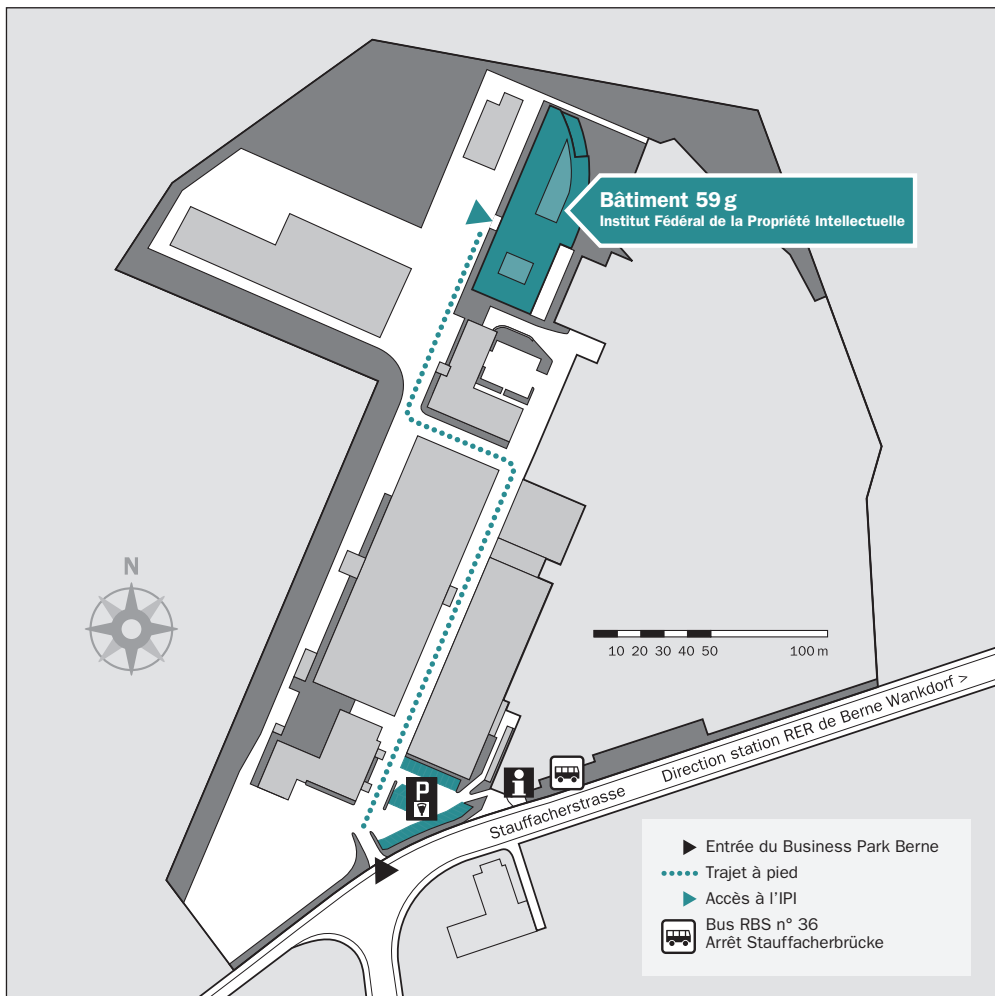 Bâtiment 59 g
Institut Fédéral de la Propriété Intellectuelle
N
10 20 30 40 50 100 m
Direction station RER de Berne Wankdorf >
Stauffacherstrasse
P
i
Entrée du Business Park Berne
Trajet à pied
Accès à l'IPI
Bus RBS n° 36
Arrêt Stauffacherbrücke